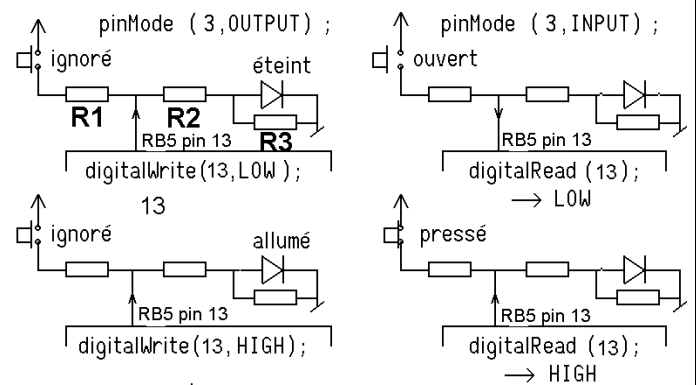 pinMode (3,OUTPUT) ;
ignoré
éteint
R1
R2
R3
RB5 pin 13
digitalWrite(13,LOW );
13
pinMode (3,INPUT) ;
ouvert
RB5 pin 13
digitalRead (13);
→ LOW
ignoré
allumé
RB5 pin 13
digitalWrite(13,HIGH);
pressé
RB5 pin 13
digitalRead (13);
→ HIGH